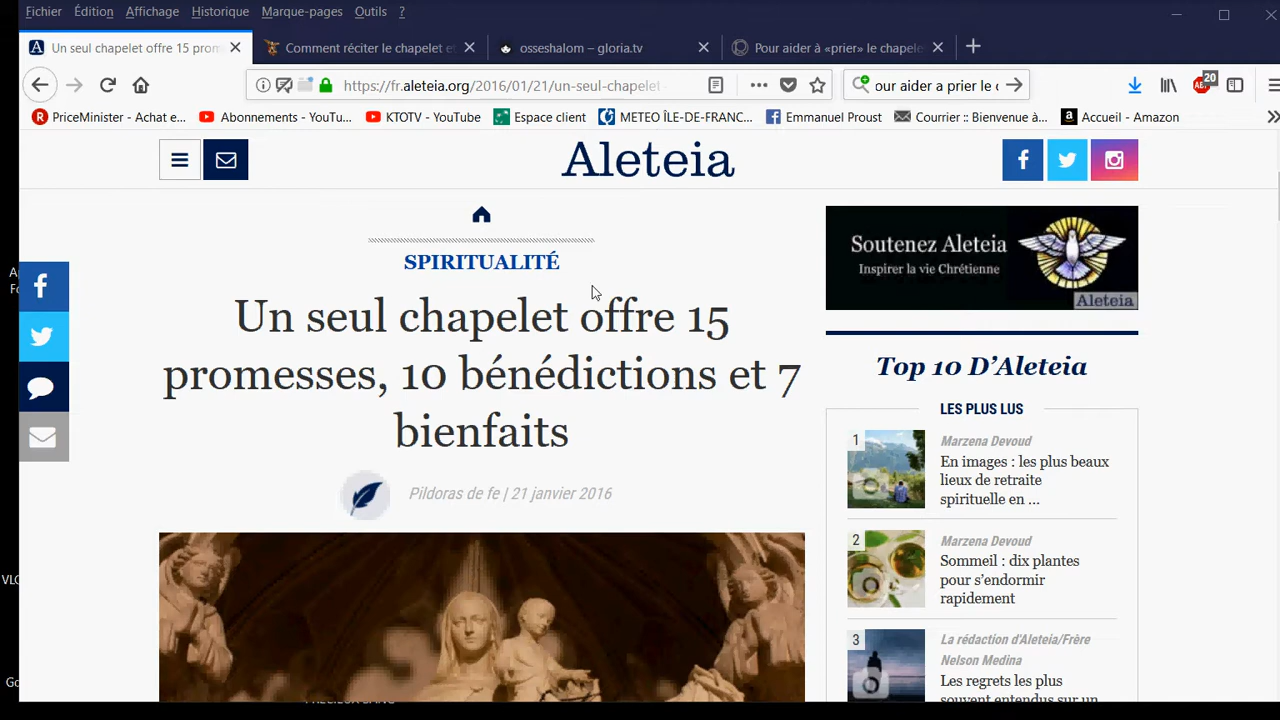 Fichier Édition Affichage Historique Marque-pages Outils ?
Un seul chapelet offre 15 prom
Comment réciter le chapelet et
osseshalom – gloria.tv
Pour aider à «prier» le chapele
https://fr.aleteia.org/2016/01/21/un-seul-chapelet-
our aider a prier le c
20
PriceMinister - Achat e...
Abonnements - YouTu...
KTOTV - YouTube
Espace client
METEO ÎLE-DE-FRANC...
Emmanuel Proust
Courrier :: Bienvenue à...
Accueil - Amazon
Aleteia
SPIRITUALITÉ
Un seul chapelet offre 15
promesses, 10 bénédictions et 7
bienfaits
Pildoras de fe | 21 janvier 2016
Soutenez Aleteia
Inspirer la vie Chrétienne
Aleteia
Top 10 D'Aleteia
LES PLUS LUS
1
Marzena Devoud
En images : les plus beaux
lieux de retraite
spirituelle en ...
2
Marzena Devoud
Sommeil : dix plantes
pour s'endormir
rapidement
3
La rédaction d'Aleteia/Frère
Nelson Medina
Les regrets les plus
souvent entendus sur un